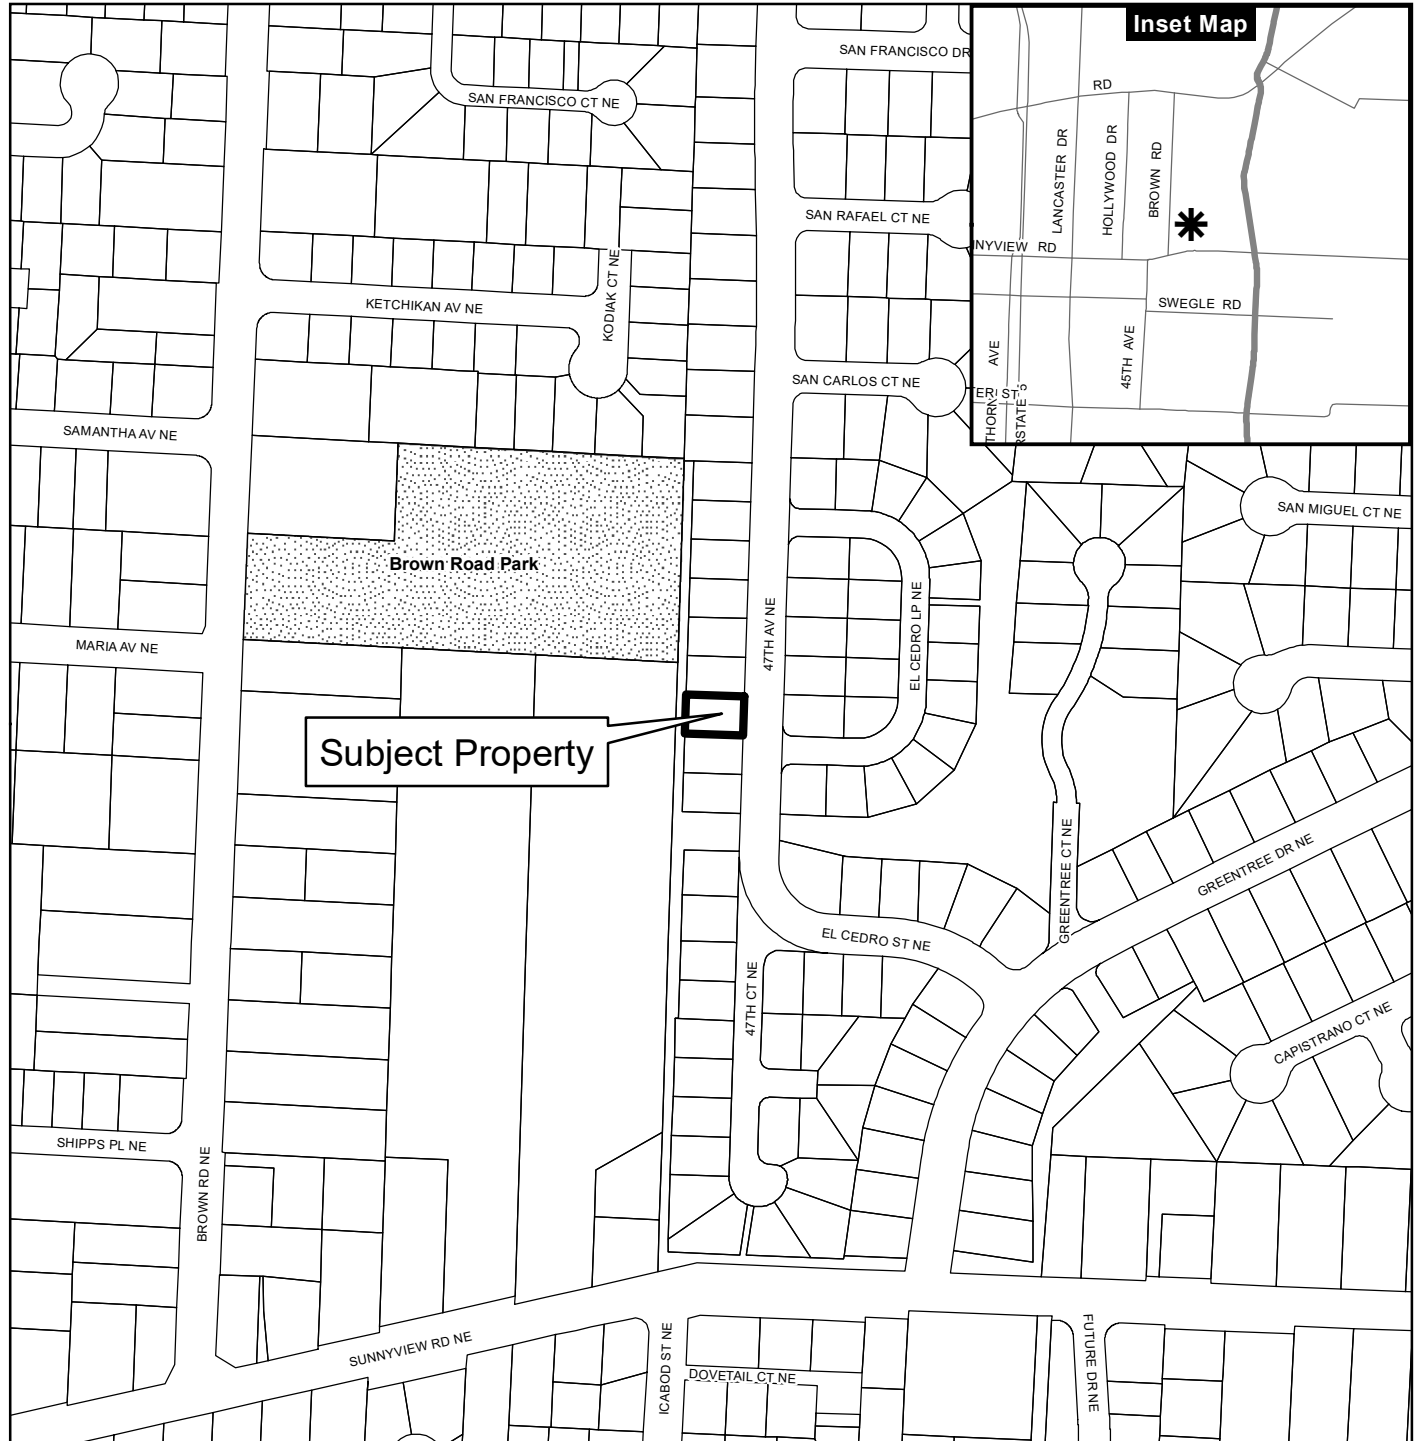 Inset Map
SAN FRANCISCO DR
RD
SAN FRANCISCO CT NE
LANCASTER DR
HOLLYWOOD DR
BROWN RD
SAN RAFAEL CT NE
NYVIEW RD
KODIAK CT NE
KETCHIKAN AV NE
SWEGLE RD
AVE
45TH AVE
SAN CARLOS CT NE
TER ST
THORN
RSTATE 5
SAMANTHA AV NE
SAN MIGUEL CT NE
Brown Road Park
47TH AV NE
EL CEDRO LP NE
MARIA AV NE
Subject Property
GREENTREE CT NE
GREENTREE DR NE
EL CEDRO ST NE
47TH CT NE
CAPISTRANO CT NE
SHIPPS PL NE
BROWN RD NE
SUNNYVIEW RD NE
ICABOD ST NE
FUTURE DR NE
DOVETAIL CT NE